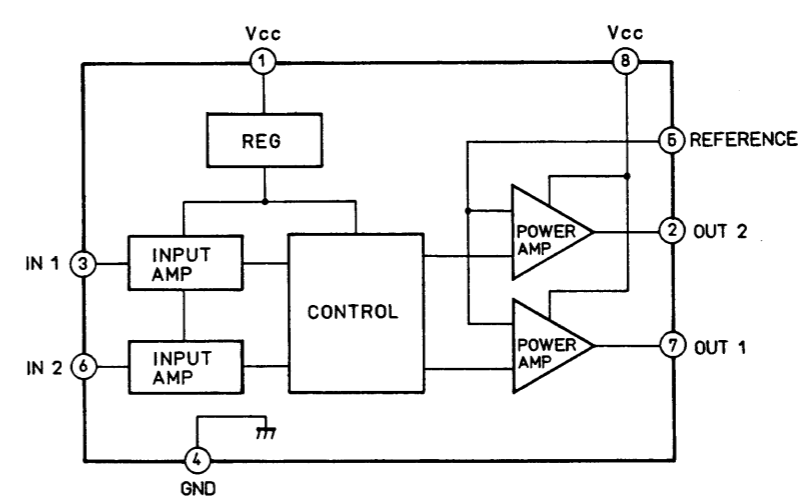 Vcc
Vcc
1
8
REG
5 REFERENCE
POWER
AMP
2 OUT 2
IN 1 3
INPUT
AMP
CONTROL
POWER
AMP
7 OUT 1
IN 2 6
INPUT
AMP
4
GND